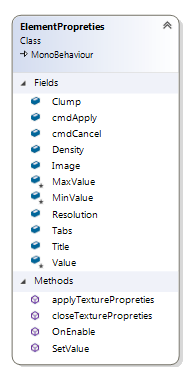 ElementPropreties
Class
MonoBehaviour
Fields
Clump
cmdApply
cmdCancel
Density
Image
MaxValue
MinValue
Resolution
Tabs
Title
Value
Methods
applyTexturePropreties
closeTexturePropreties
OnEnable
SetValue